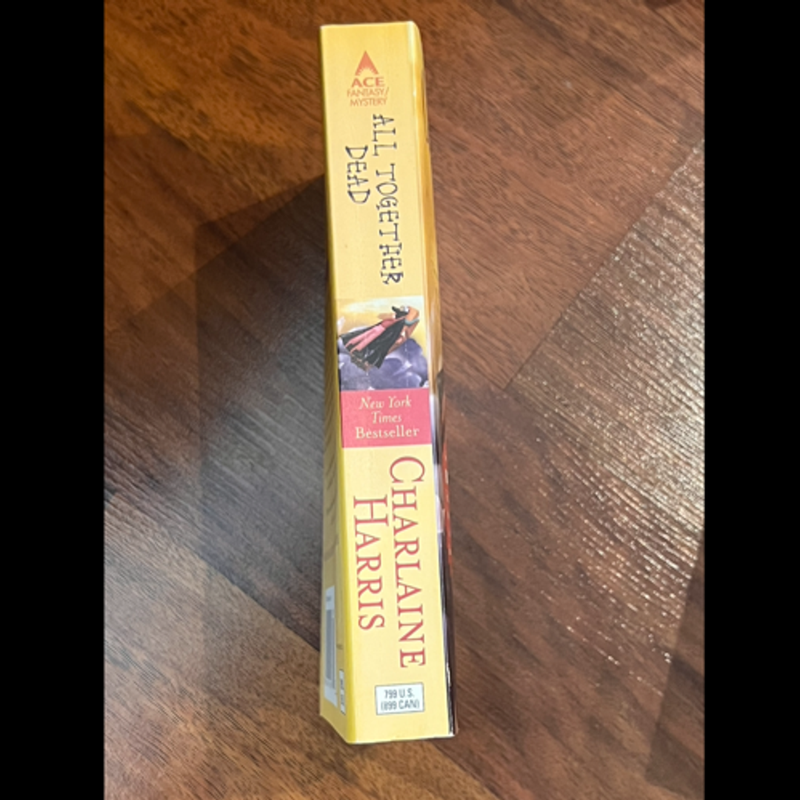 ACE
FANTASY/
MYSTERY
ALL TOGETHER
DEAD
New York
Times
Bestseller
CHARLAINE
HARRIS
799 U.S.
(899 CAN)